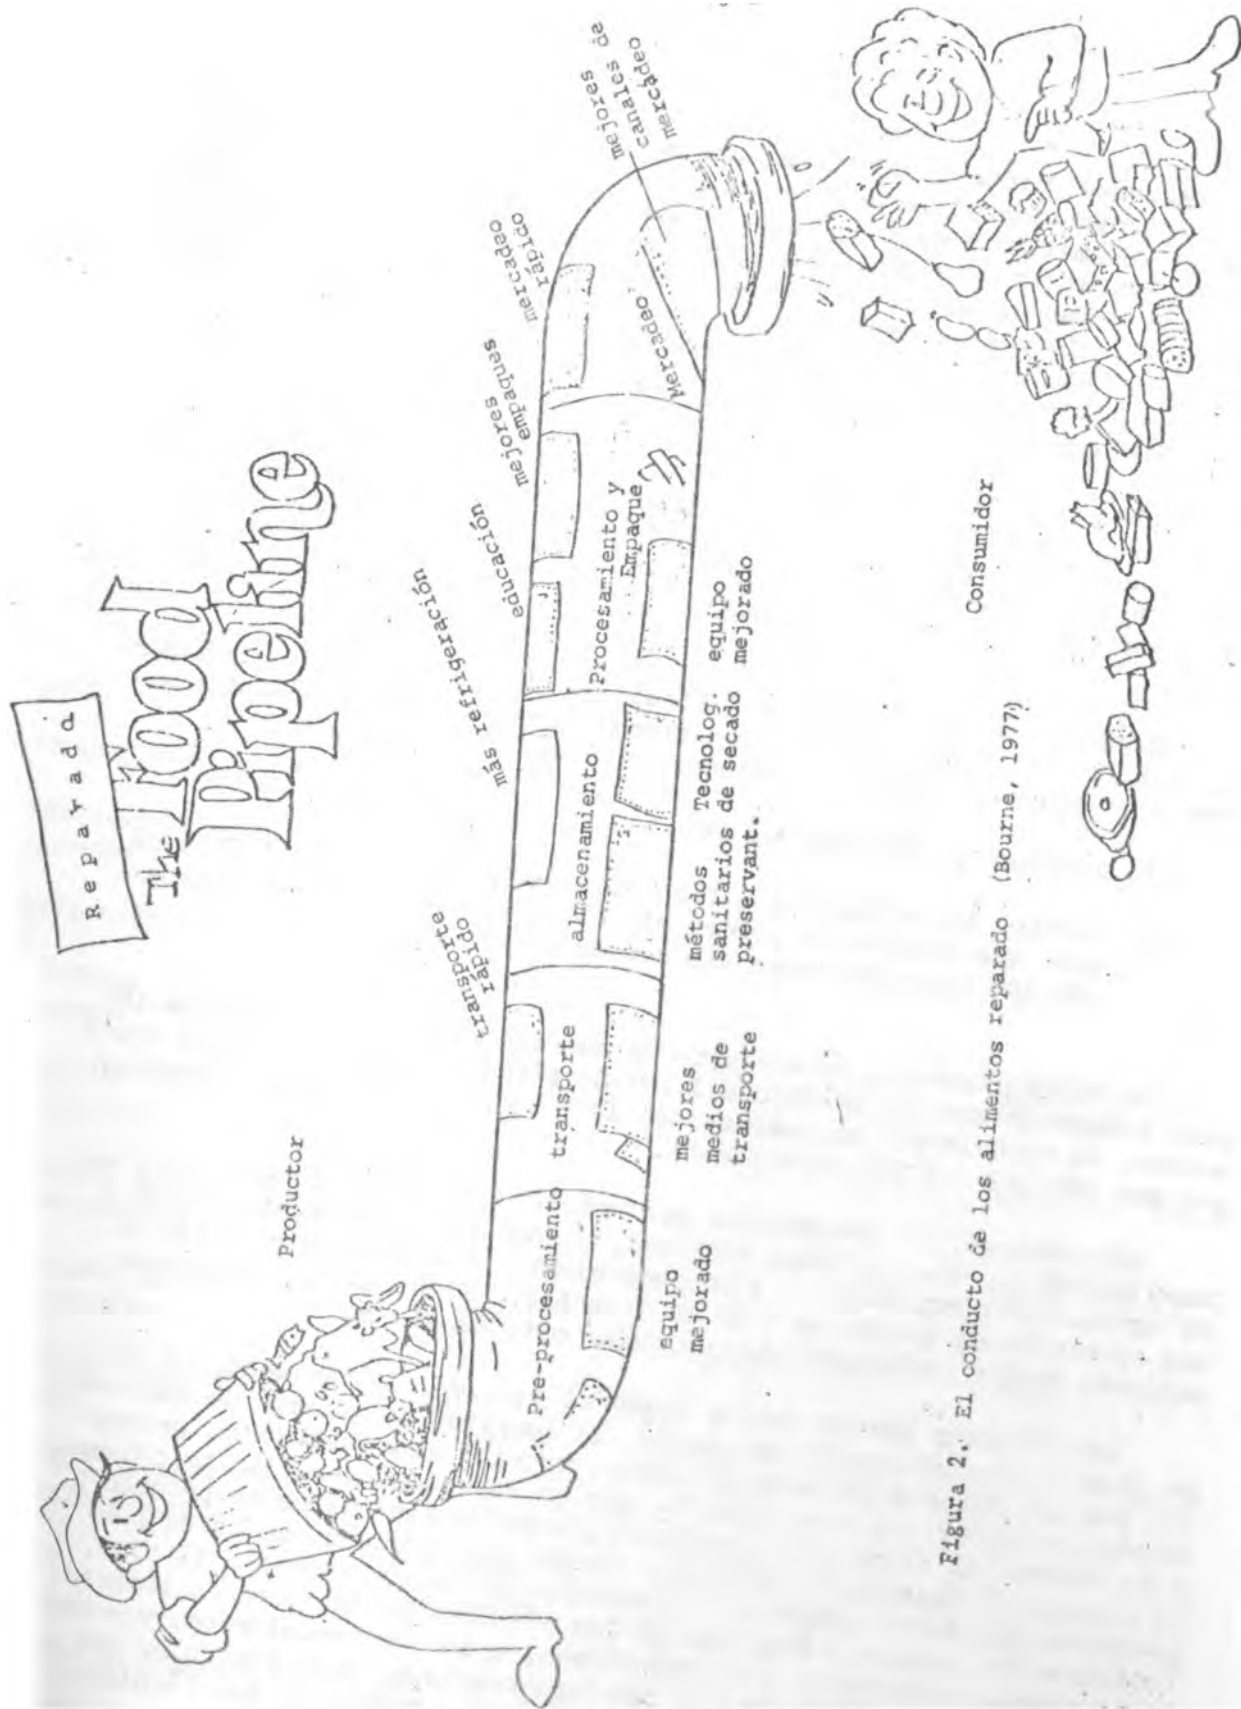 Reparado
The Food
Pipeline
Productor
transporte
rápido
más refrigeración
educación
mejores
empaques
mercadeo
rápido
mejores
canales de
mercadeo
Pre-procesamiento
transporte
almacenamiento
Procesamiento y
Empaque
Mercadeo
equipo
mejorado
mejores
medios de
transporte
métodos
sanitarios
preservant.
Tecnolog.
de secado
equipo
mejorado
Consumidor
Figura 2. El conducto de los alimentos reparado (Bourne, 1977)